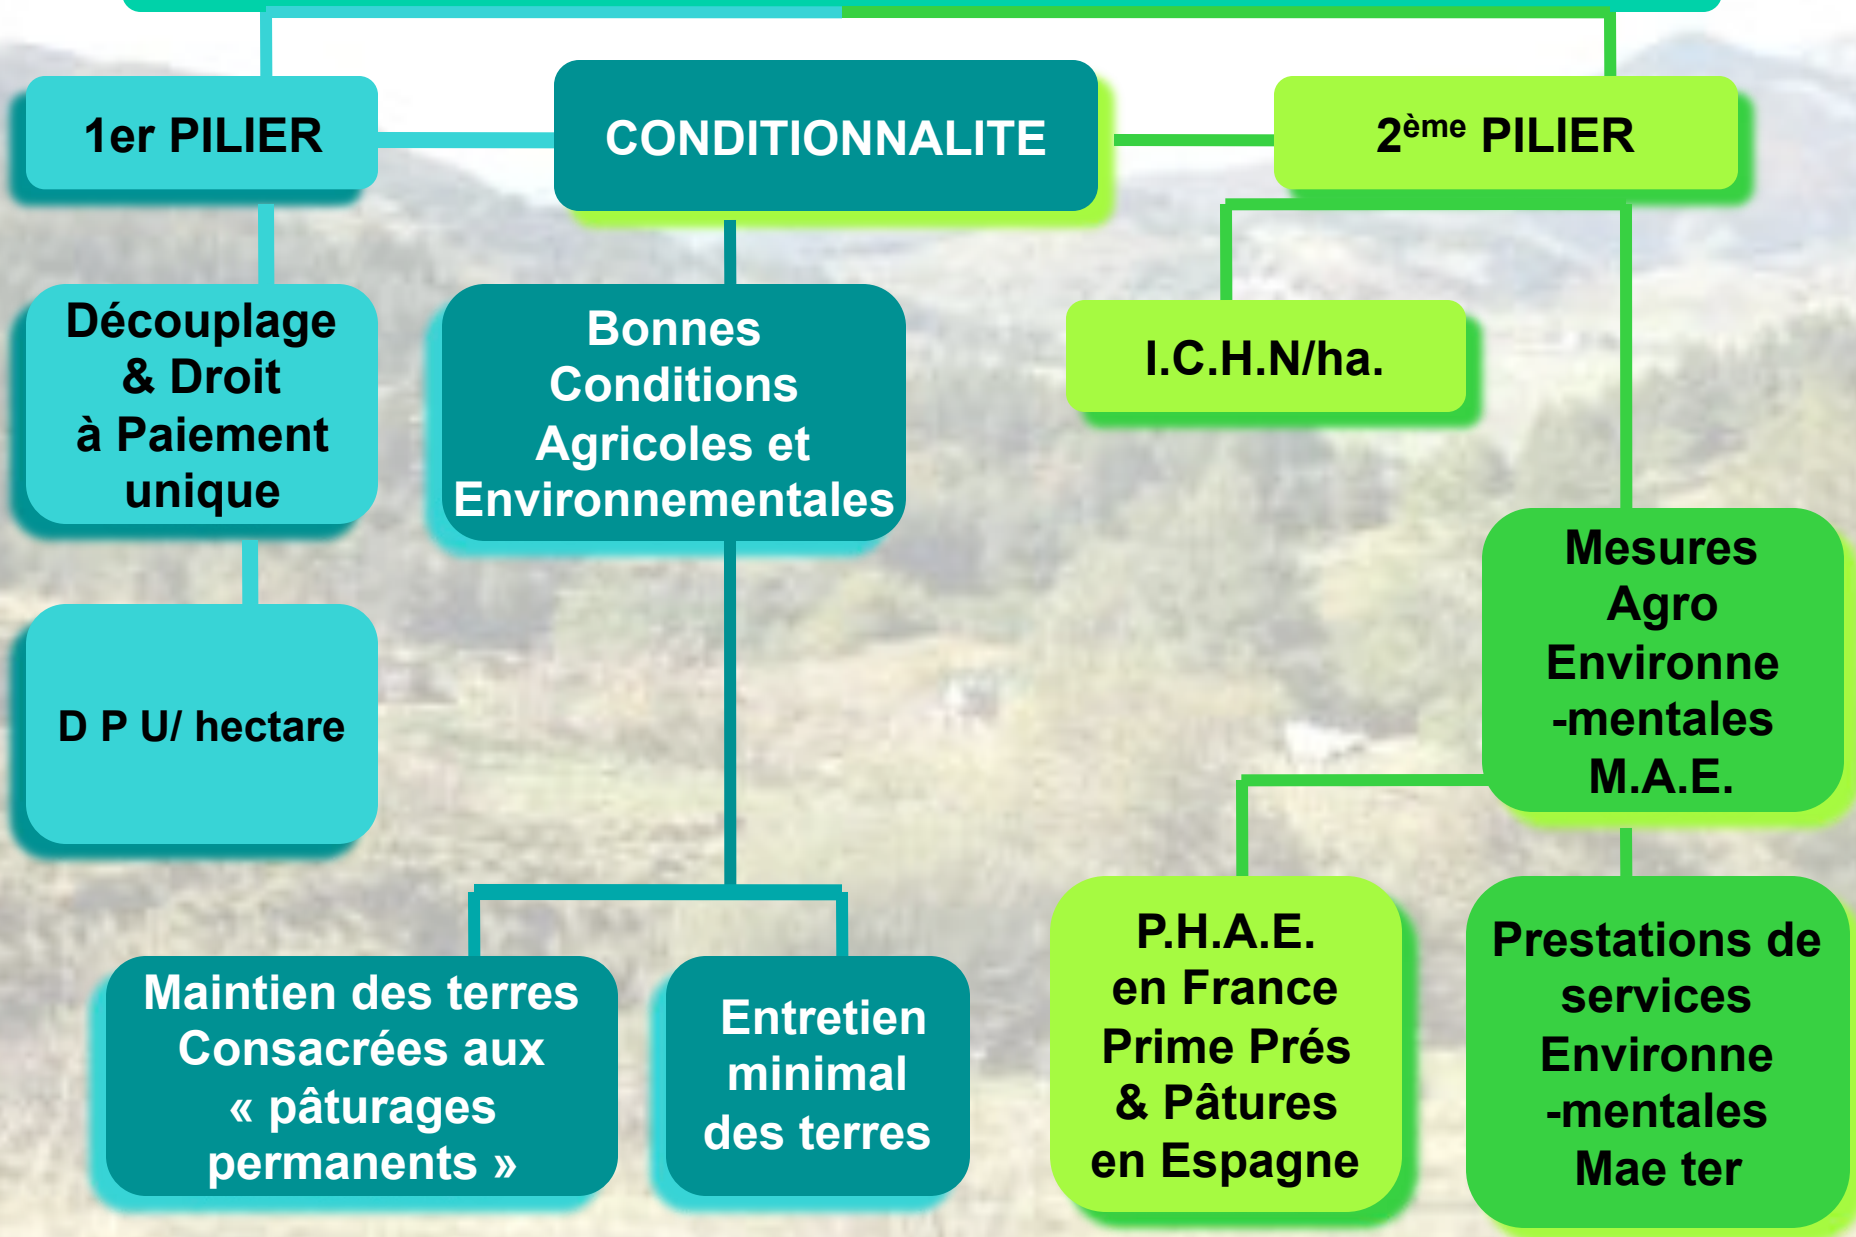 1er PILIER
CONDITIONNALITE
2ème PILIER
Découplage
& Droit
à Paiement
unique
Bonnes
Conditions
Agricoles et
Environnementales
I.C.H.N/ha.
Mesures
Agro
Environne
-mentales
M.A.E.
D P U/ hectare
Maintien des terres
Consacrées aux
« pâturages
permanents »
Entretien
minimal
des terres
P.H.A.E.
en France
Prime Prés
& Pâtures
en Espagne
Prestations de
services
Environne
-mentales
Mae ter